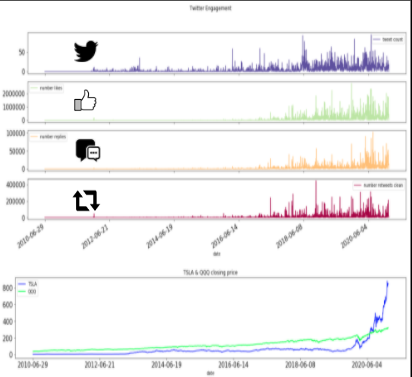 Twitter Engagement
tweet count
50
0
number likes
2000000
1000000
0
number replies
100000
50000
0
number retweets clean
400000
200000
0
2010-06-29
2012-06-21
2014-06-19
2016-06-14
2018-06-08
2020-06-04
date
TSLA & QQQ closing price
TSLA
QQQ
800
600
400
200
0
2010-06-29
2012-06-21
2014-06-19
2016-06-14
2018-06-08
2020-06-04
date